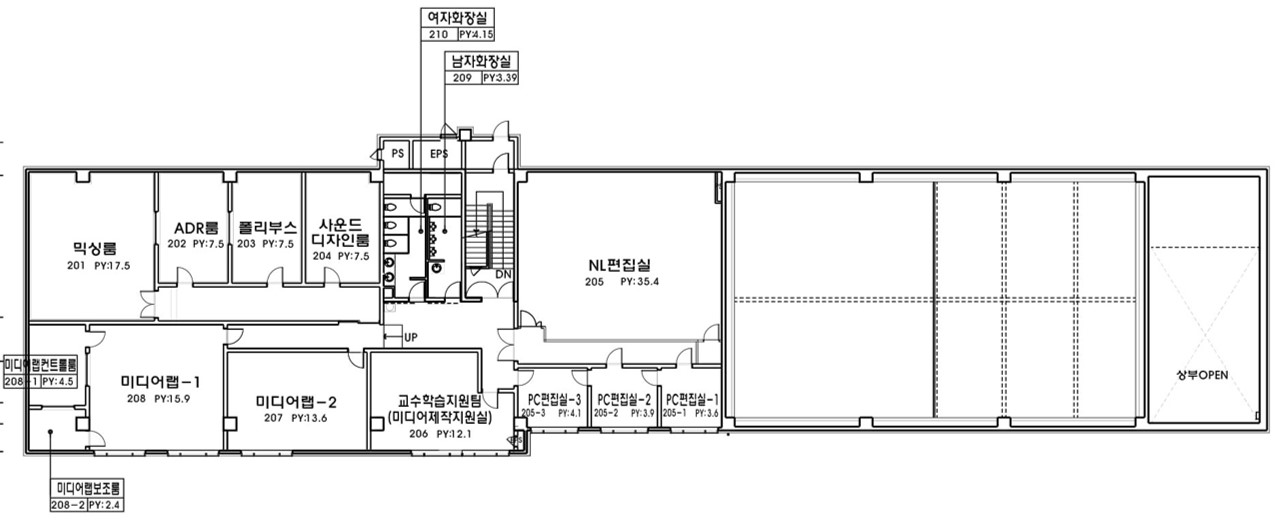 여자화장실
210 PY:4.15
남자화장실
209 PY:3.39
PS
EPS
믹싱룸
201 PY:17.5
ADR룸
202 PY:7.5
폴리부스
203 PY:7.5
사운드
디자인룸
204 PY:7.5
DN
NL편집실
205 PY:35.4
UP
미디어랩컨트롤룸
208-1 PY:4.5
미디어랩-1
208 PY:15.9
미디어랩-2
207 PY:13.6
교수학습지원팀
(미디어제작지원실)
206 PY:12.1
PC편집실-3
205-3 PY:4.1
PC편집실-2
205-2 PY:3.9
PC편집실-1
205-1 PY:3.6
상부OPEN
미디어랩보조룸
208-2 PY:2.4